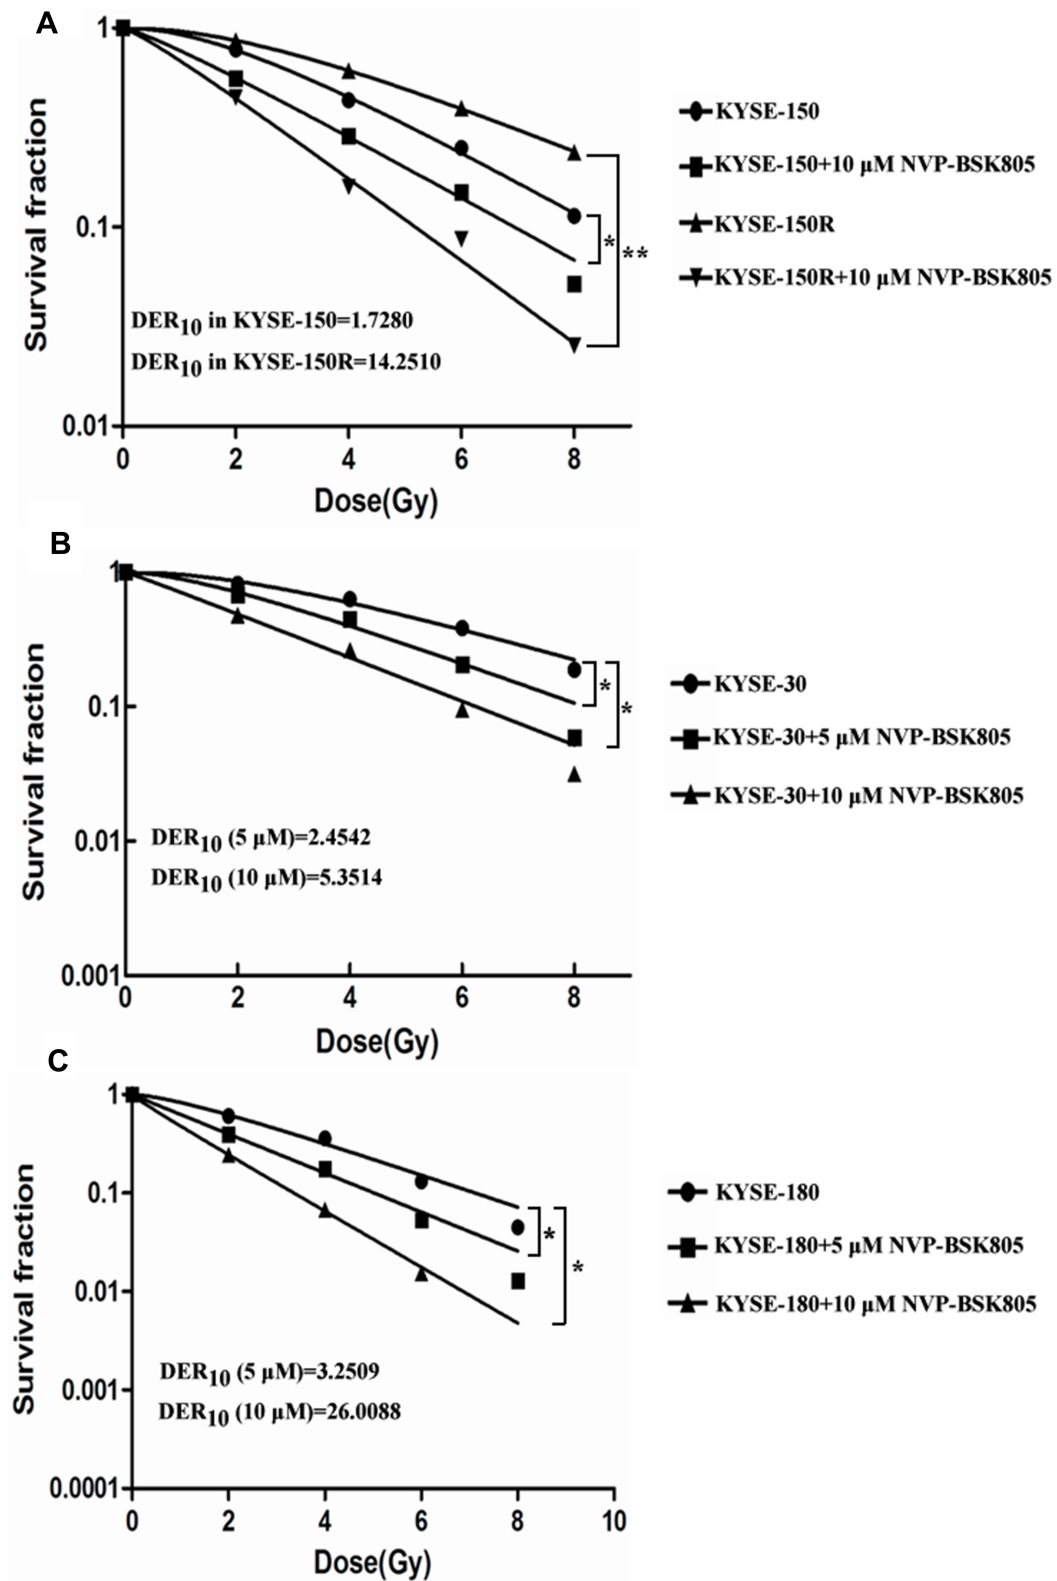 A
1
0.1
0.01
Survival fraction
DER10 in KYSE-150=1.7280
DER10 in KYSE-150R=14.2510
*
**
0 2 4 6 8
Dose(Gy)
KYSE-150
KYSE-150+10 μM NVP-BSK805
KYSE-150R
KYSE-150R+10 μM NVP-BSK805
B
1
0.1
0.01
0.001
Survival fraction
DER10 (5 μM)=2.4542
DER10 (10 μM)=5.3514
*
*
0 2 4 6 8
Dose(Gy)
KYSE-30
KYSE-30+5 μM NVP-BSK805
KYSE-30+10 μM NVP-BSK805
C
1
0.1
0.01
0.001
0.0001
Survival fraction
DER10 (5 μM)=3.2509
DER10 (10 μM)=26.0088
*
*
0 2 4 6 8 10
Dose(Gy)
KYSE-180
KYSE-180+5 μM NVP-BSK805
KYSE-180+10 μM NVP-BSK805